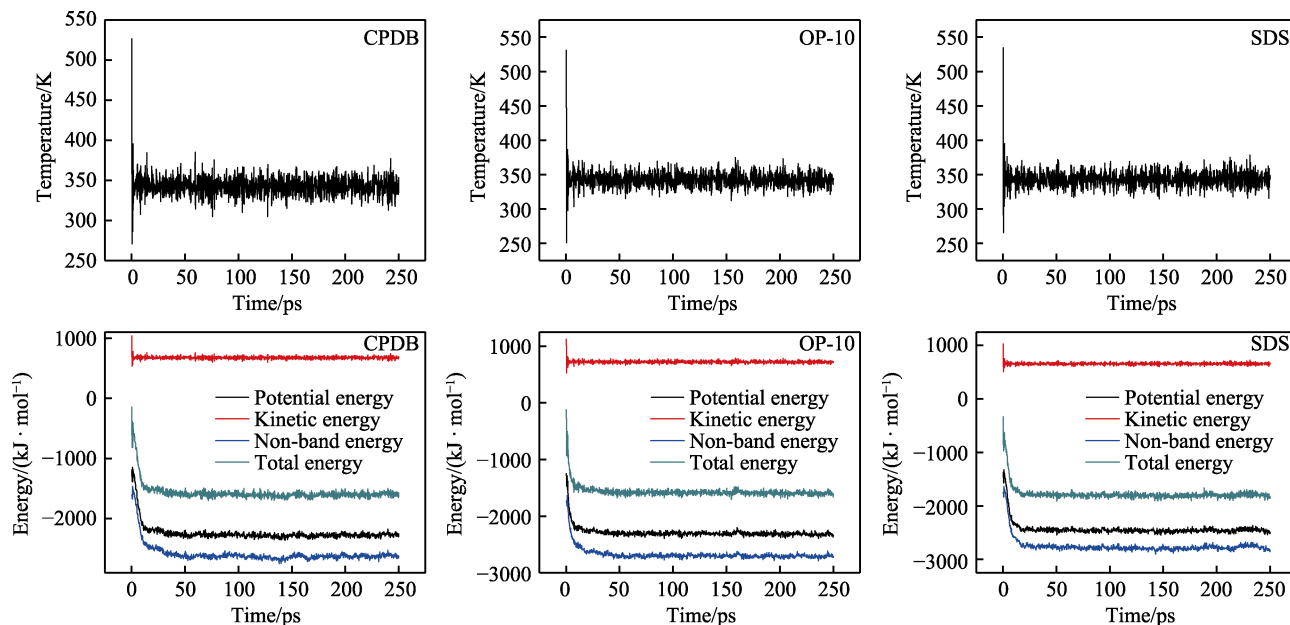 CPDB
550
500
450
400
350
300
250
Temperature/K
0 50 100 150 200 250
Time/ps
OP-10
550
500
450
400
350
300
250
Temperature/K
0 50 100 150 200 250
Time/ps
SDS
550
500
450
400
350
300
250
Temperature/K
0 50 100 150 200 250
Time/ps
CPDB
1000
0
−1000
−2000
Energy/(kJ · mol⁻¹)
Potential energy
Kinetic energy
Non-band energy
Total energy
0 50 100 150 200 250
Time/ps
OP-10
1000
0
−1000
−2000
−3000
Energy/(kJ · mol⁻¹)
Potential energy
Kinetic energy
Non-band energy
Total energy
0 50 100 150 200 250
Time/ps
SDS
1000
0
−1000
−2000
−3000
Energy/(kJ · mol⁻¹)
Potential energy
Kinetic energy
Non-band energy
Total energy
0 50 100 150 200 250
Time/ps